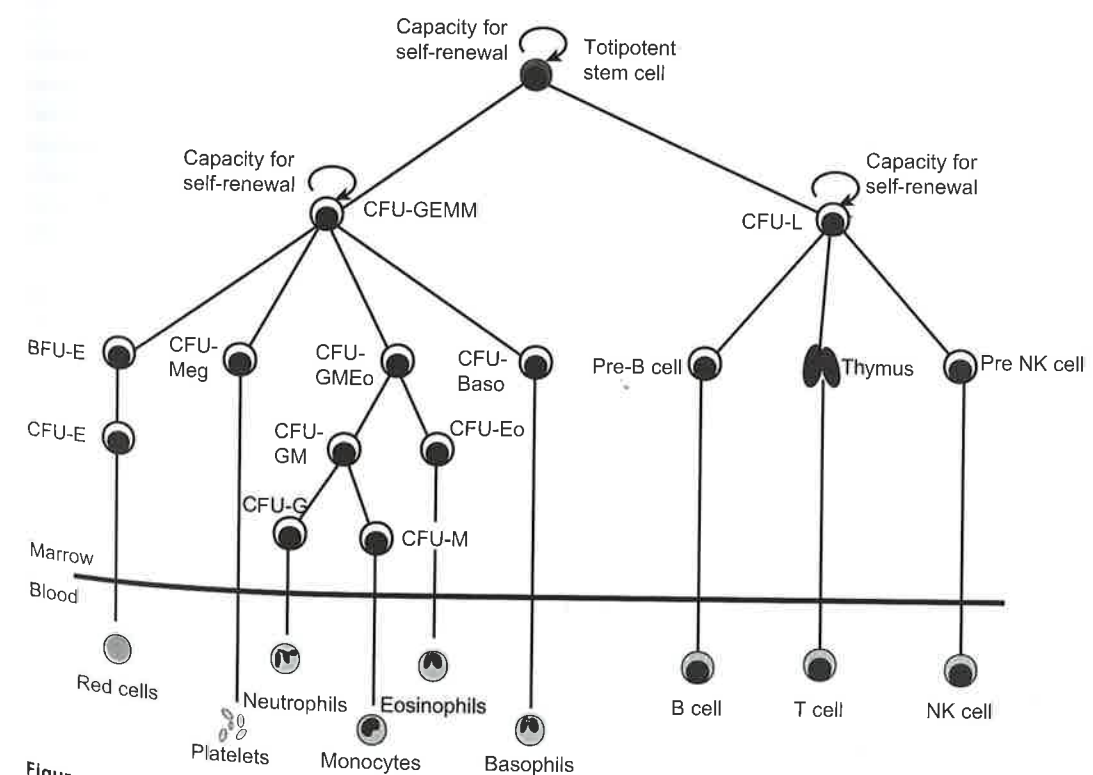 Capacity for
self-renewal
Totipotent
stem cell
Capacity for
self-renewal
CFU-GEMM
Capacity for
self-renewal
CFU-L
BFU-E
CFU-
Meg
CFU-
GMEo
CFU-
Baso
Pre-B cell
Thymus
Pre NK cell
CFU-E
CFU-
GM
CFU-Eo
CFU-G
CFU-M
Marrow
Blood
Red cells
Neutrophils
Eosinophils
B cell
T cell
NK cell
Platelets
Monocytes
Basophils